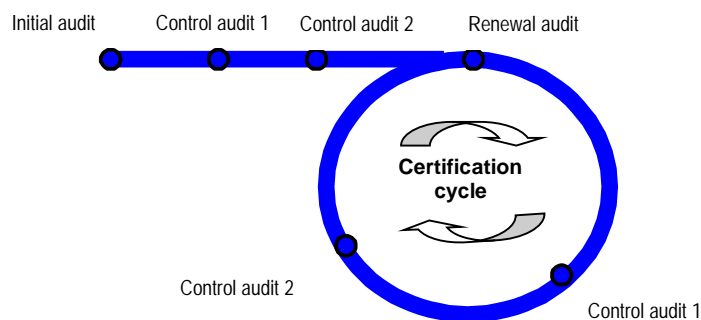 Initial audit
Control audit 1
Control audit 2
Renewal audit
Certification
cycle
Control audit 2
Control audit 1